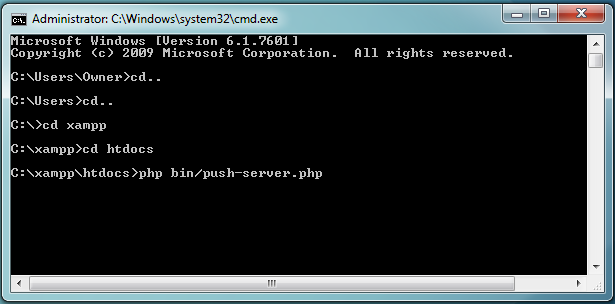 Administrator: C:\Windows\system32\cmd.exe
Microsoft Windows [Version 6.1.7601]
Copyright (c) 2009 Microsoft Corporation.  All rights reserved.
C:\Users\Owner>cd..
C:\Users>cd..
C:\>cd xampp
C:\xampp>cd htdocs
C:\xampp\htdocs>php bin/push-server.php